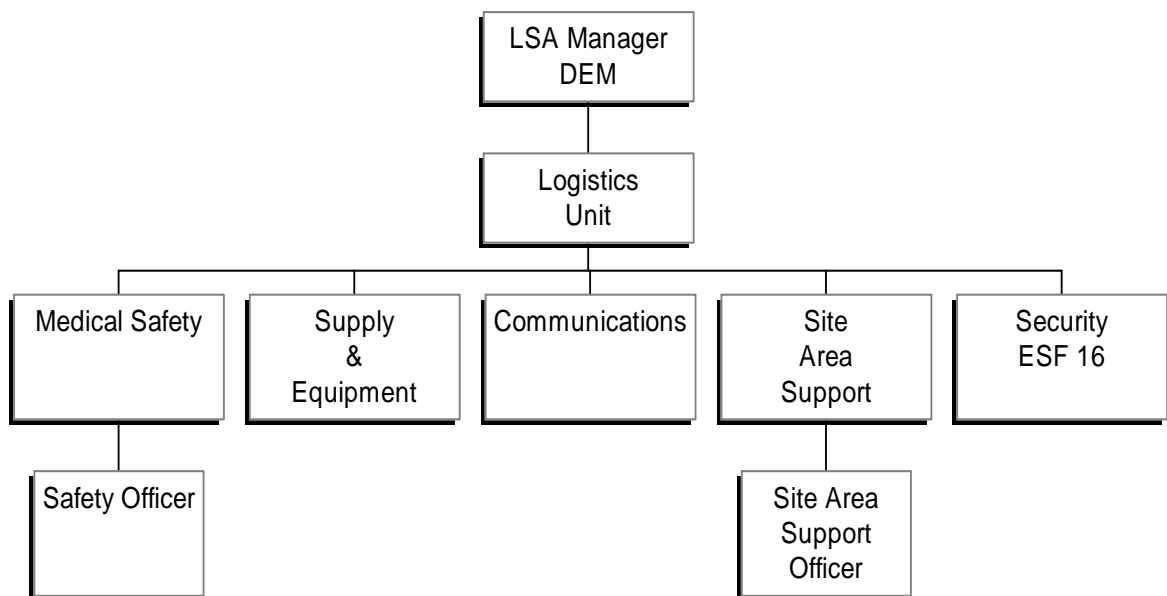 LSA Manager
DEM
Logistics
Unit
Medical Safety
Supply
&
Equipment
Communications
Site
Area
Support
Security
ESF 16
Safety Officer
Site Area
Support
Officer